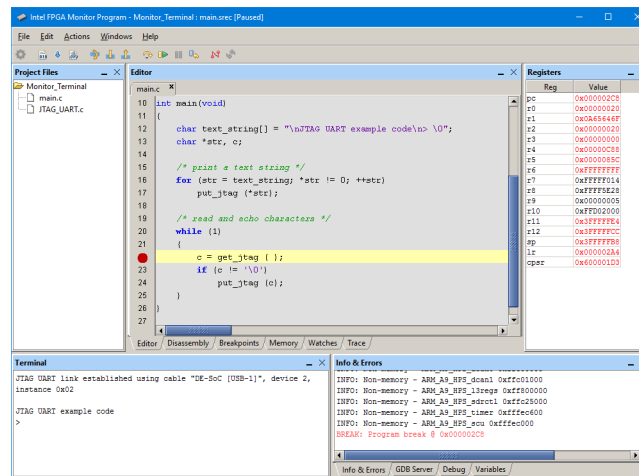 Intel FPGA Monitor Program - Monitor_Terminal : main.srec [Paused]
File Edit Actions Windows Help
Project Files
Monitor_Terminal
main.c
JTAG_UART.c
Editor
main.c
10 int main(void)
11 {
12 char text_string[] = "\nJTAG UART example code\n> \0";
13 char *str, c;
14
15 /* print a text string */
16 for (str = text_string; *str != 0; ++str)
17 put_jtag (*str);
18
19 /* read and echo characters */
20 while (1)
21 {
c = get_jtag ( );
23 if (c != '\0')
24 put_jtag (c);
25 }
26 }
27
Editor Disassembly Breakpoints Memory Watches Trace
Registers
Reg Value
pc 0x000002C8
r0 0x00000020
r1 0x0A65646F
r2 0x00000020
r3 0x00000000
r4 0x00000C88
r5 0x0000085C
r6 0xFFFFFFFF
r7 0xFFFFF014
r8 0xFFFF5E28
r9 0x00000005
r10 0xFFD02000
r11 0x3FFFFFE4
r12 0x3FFFFFCC
sp 0x3FFFFFB8
lr 0x000002A4
cpsr 0x600001D3
Terminal
JTAG UART link established using cable "DE-SoC [USB-1]", device 2,
instance 0x02
JTAG UART example code
>
Info & Errors
INFO: Non-memory - ARM_A9_HPS_dcan1 0xffc01000
INFO: Non-memory - ARM_A9_HPS_l3regs 0xff800000
INFO: Non-memory - ARM_A9_HPS_sdrctl 0xffc25000
INFO: Non-memory - ARM_A9_HPS_timer 0xfffec600
INFO: Non-memory - ARM_A9_HPS_scu 0xfffec000
BREAK: Program break @ 0x000002C8
Info & Errors GDB Server Debug Variables